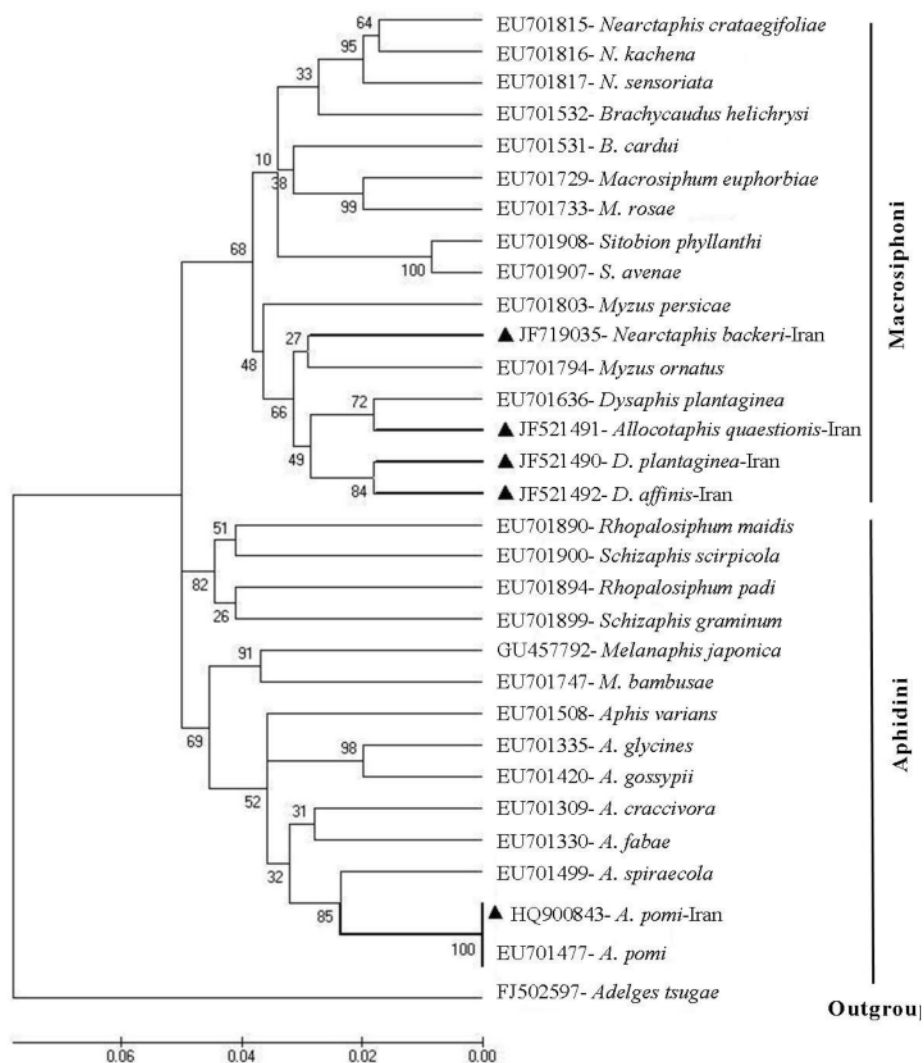 64
EU701815- Nearctaphis crataegifoliae
95
EU701816- N. kachena
33
EU701817- N. sensoriata
EU701532- Brachycaudus helichrysi
10
EU701531- B. cardui
38
EU701729- Macrosiphum euphorbiae
99
EU701733- M. rosae
68
EU701908- Sitobion phyllanthi
100
EU701907- S. avenae
EU701803- Myzus persicae
27
▲ JF719035- Nearctaphis backeri-Iran
48
EU701794- Myzus ornatus
66
72
EU701636- Dysaphis plantaginea
▲ JF521491- Allocotaphis quaestionis-Iran
49
▲ JF521490- D. plantaginea-Iran
84
▲ JF521492- D. affinis-Iran
Macrosiphoni
51
EU701890- Rhopalosiphum maidis
EU701900- Schizaphis scirpicola
82
EU701894- Rhopalosiphum padi
26
EU701899- Schizaphis graminum
91
GU457792- Melanaphis japonica
EU701747- M. bambusae
69
EU701508- Aphis varians
98
EU701335- A. glycines
EU701420- A. gossypii
52
31
EU701309- A. craccivora
EU701330- A. fabae
32
EU701499- A. spiraecola
85
▲ HQ900843- A. pomi-Iran
100
EU701477- A. pomi
Aphidini
FJ502597- Adelges tsugae
Outgroup
0.06 0.04 0.02 0.00